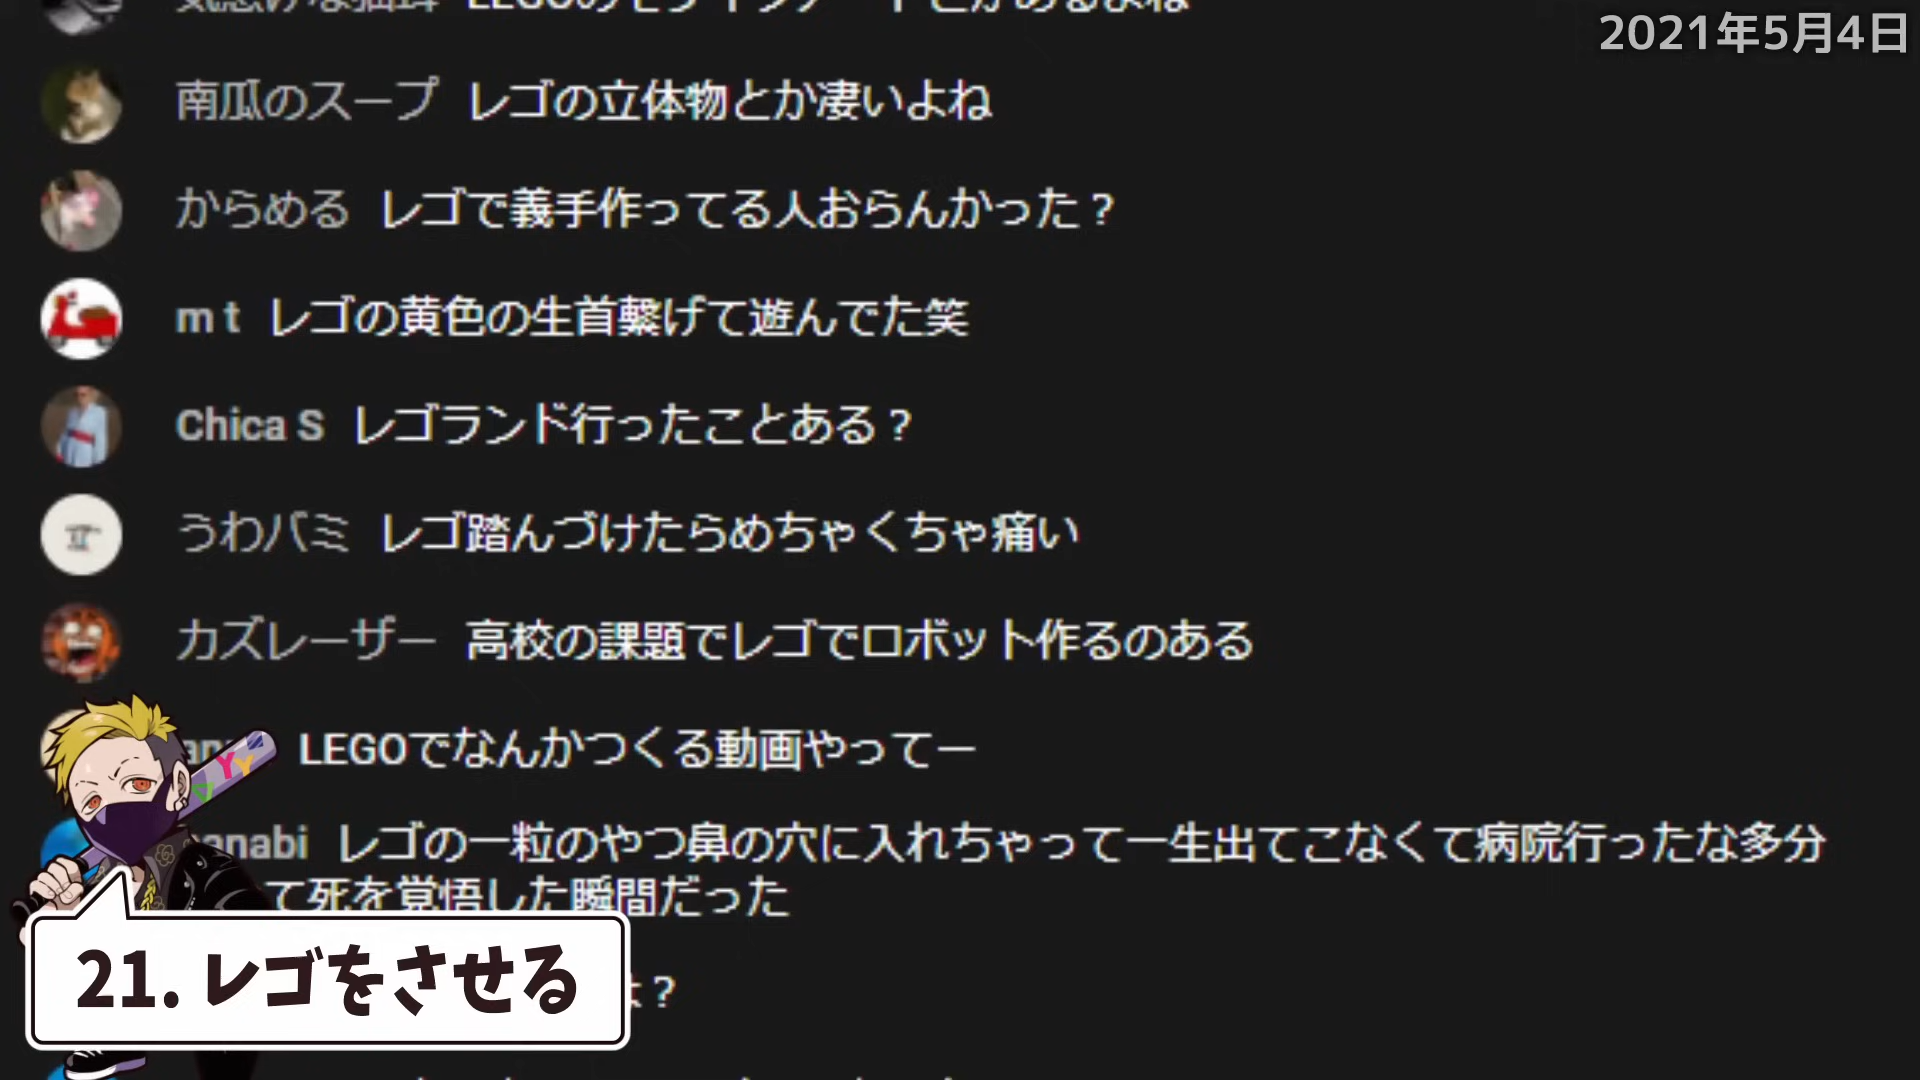 2021年5月4日
南瓜のスープ レゴの立体物とか凄いよね
からめる レゴで義手作ってる人おらんかった？
m t レゴの黄色の生首繋げて遊んでた笑
Chica S レゴランド行ったことある？
うわバミ レゴ踏んづけたらめちゃくちゃ痛い
カズレーザー 高校の課題でレゴでロボット作るのある
LEGOでなんかつくる動画やってー
YY
レゴの一粒のやつ鼻の穴に入れちゃって一生出てこなくて病院行ったな多分
て死を覚悟した瞬間だった
？
21. レゴをさせる